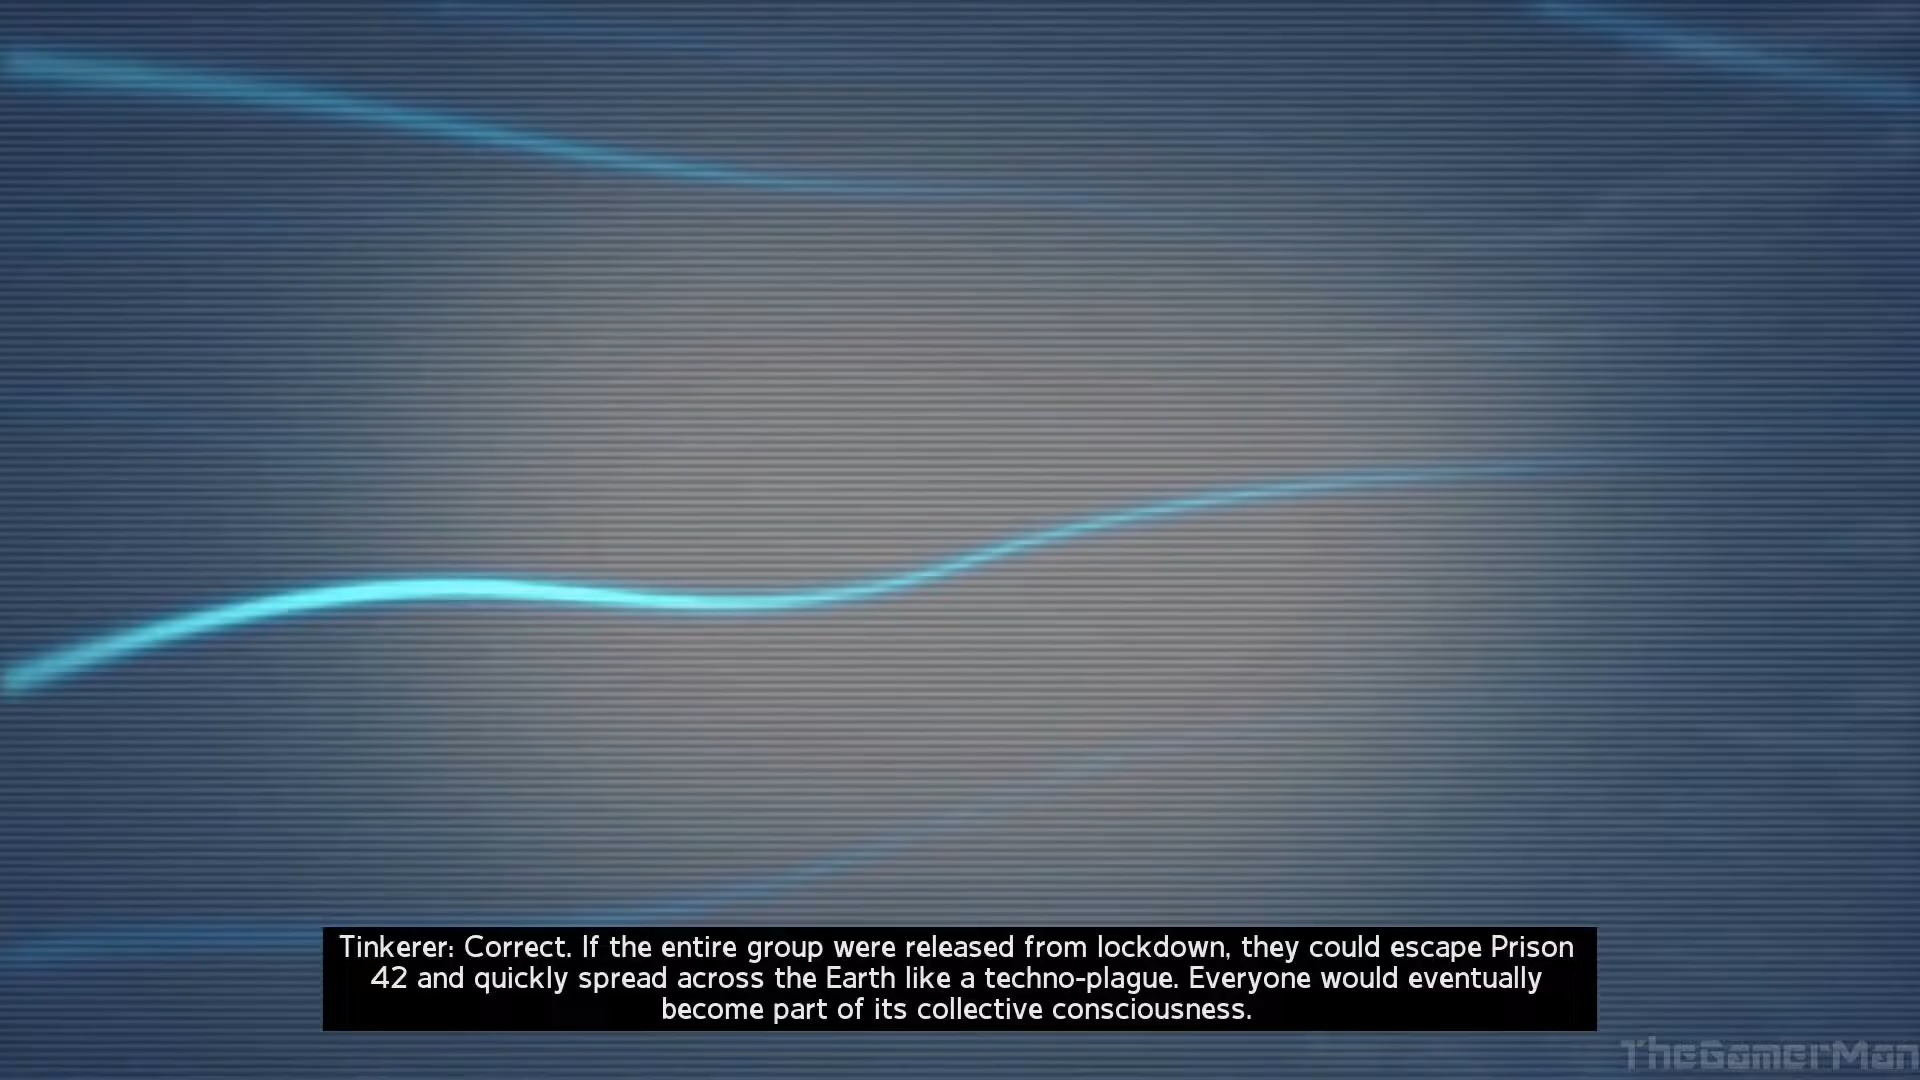 Tinkerer: Correct. If the entire group were released from lockdown, they could escape Prison
42 and quickly spread across the Earth like a techno-plague. Everyone would eventually
become part of its collective consciousness.
TheGamerMan